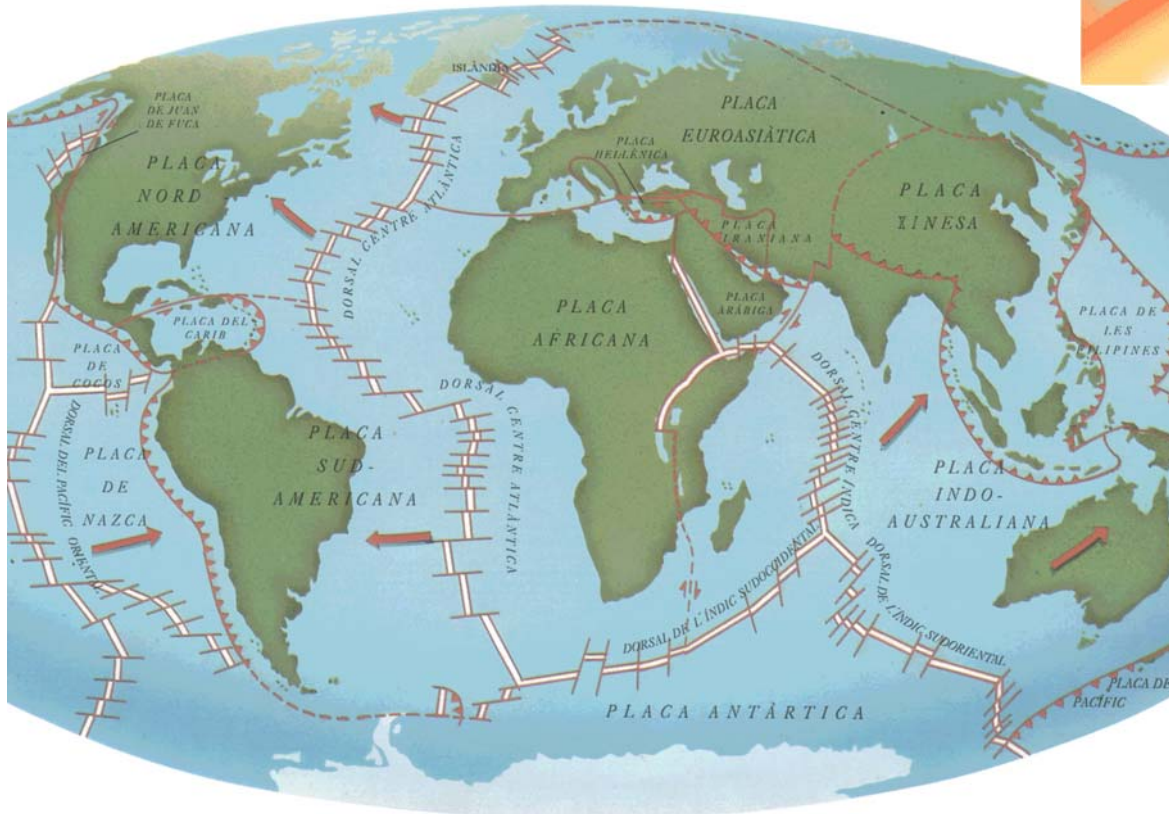 ISLÀNDIA
PLACA
DE JUAN
DE FUCA
PLACA
NORD
AMERICANA
DORSAL CENTRE ATLÀNTICA
PLACA
EUROASIÀTICA
PLACA
HELLÈNICA
PLACA
IRANIANA
PLACA
XINESA
PLACA DEL
CARIB
PLACA
AFRICANA
PLACA
ARÀBIGA
PLACA DE
LES
FILIPINES
PLACA
DE
COCOS
DORSAL DEL PACÍFIC ORIENTAL
PLACA
DE
NAZCA
PLACA
SUD-
AMERICANA
DORSAL CENTRE ATLÀNTICA
DORSAL CENTRE ÍNDICA
PLACA
INDO-
AUSTRALIANA
DORSAL DE L'ÍNDIC SUDOCCIDENTAL
DORSAL DE L'ÍNDIC SUDORIENTAL
PLACA ANTÀRTICA
PLACA DE
PACÍFIC